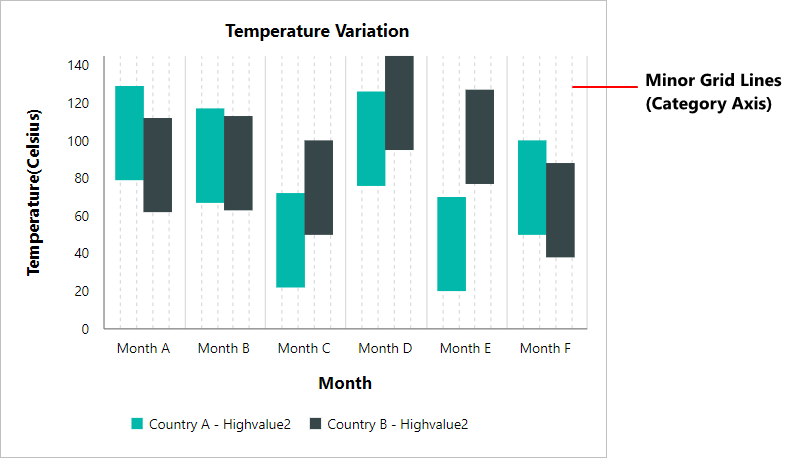 Temperature Variation
Minor Grid Lines
(Category Axis)
Temperature(Celsius)
140
120
100
80
60
40
20
0
Month A Month B Month C Month D Month E Month F
Month
Country A - Highvalue2 Country B - Highvalue2